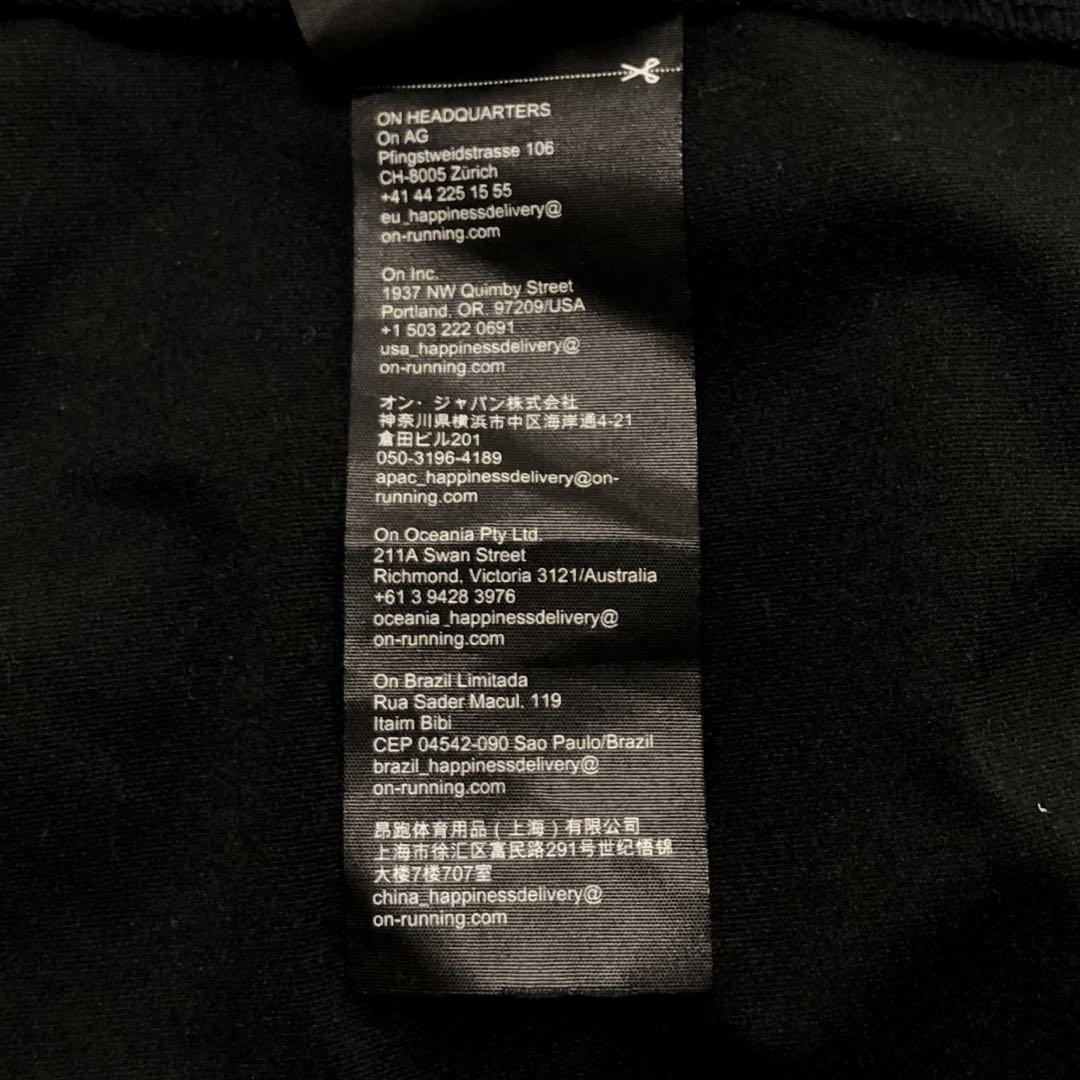 ON HEADQUARTERS
On AG
Pfingstweidstrasse 106
CH-8005 Zürich
+41 44 225 15 55
eu_happinessdelivery@
on-running.com
On Inc.
1937 NW Quimby Street
Portland, OR 97209/USA
+1 503 222 0691
usa_happinessdelivery@
on-running.com
オン・ジャパン株式会社
神奈川県横浜市中区海岸通4-21
倉田ビル201
050-3196-4189
apac_happinessdelivery@on-
running.com
On Oceania Pty Ltd.
211A Swan Street
Richmond, Victoria 3121/Australia
+61 3 9428 3976
oceania_happinessdelivery@
on-running.com
On Brazil Limitada
Rua Sader Macul. 119
Itaim Bibi
CEP 04542-090 Sao Paulo/Brazil
brazil_happinessdelivery@
on-running.com
昂跑体育用品（上海）有限公司
上海市徐汇区富民路291号世纪悟锦
大楼7楼707室
china_happinessdelivery@
on-running.com